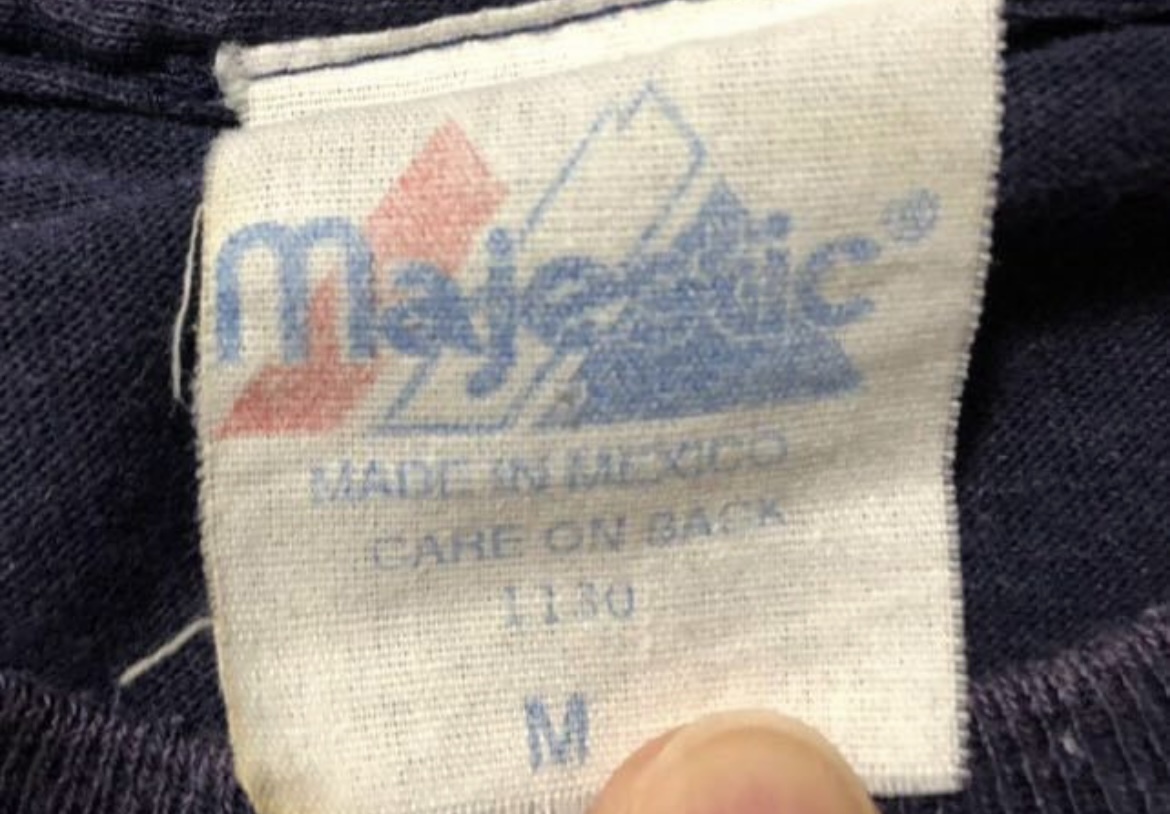 majestic®
MADE IN MEXICO
CARE ON BACK
1130
M